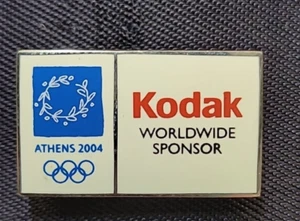 ATHENS 2004
Kodak
WORLDWIDE
SPONSOR